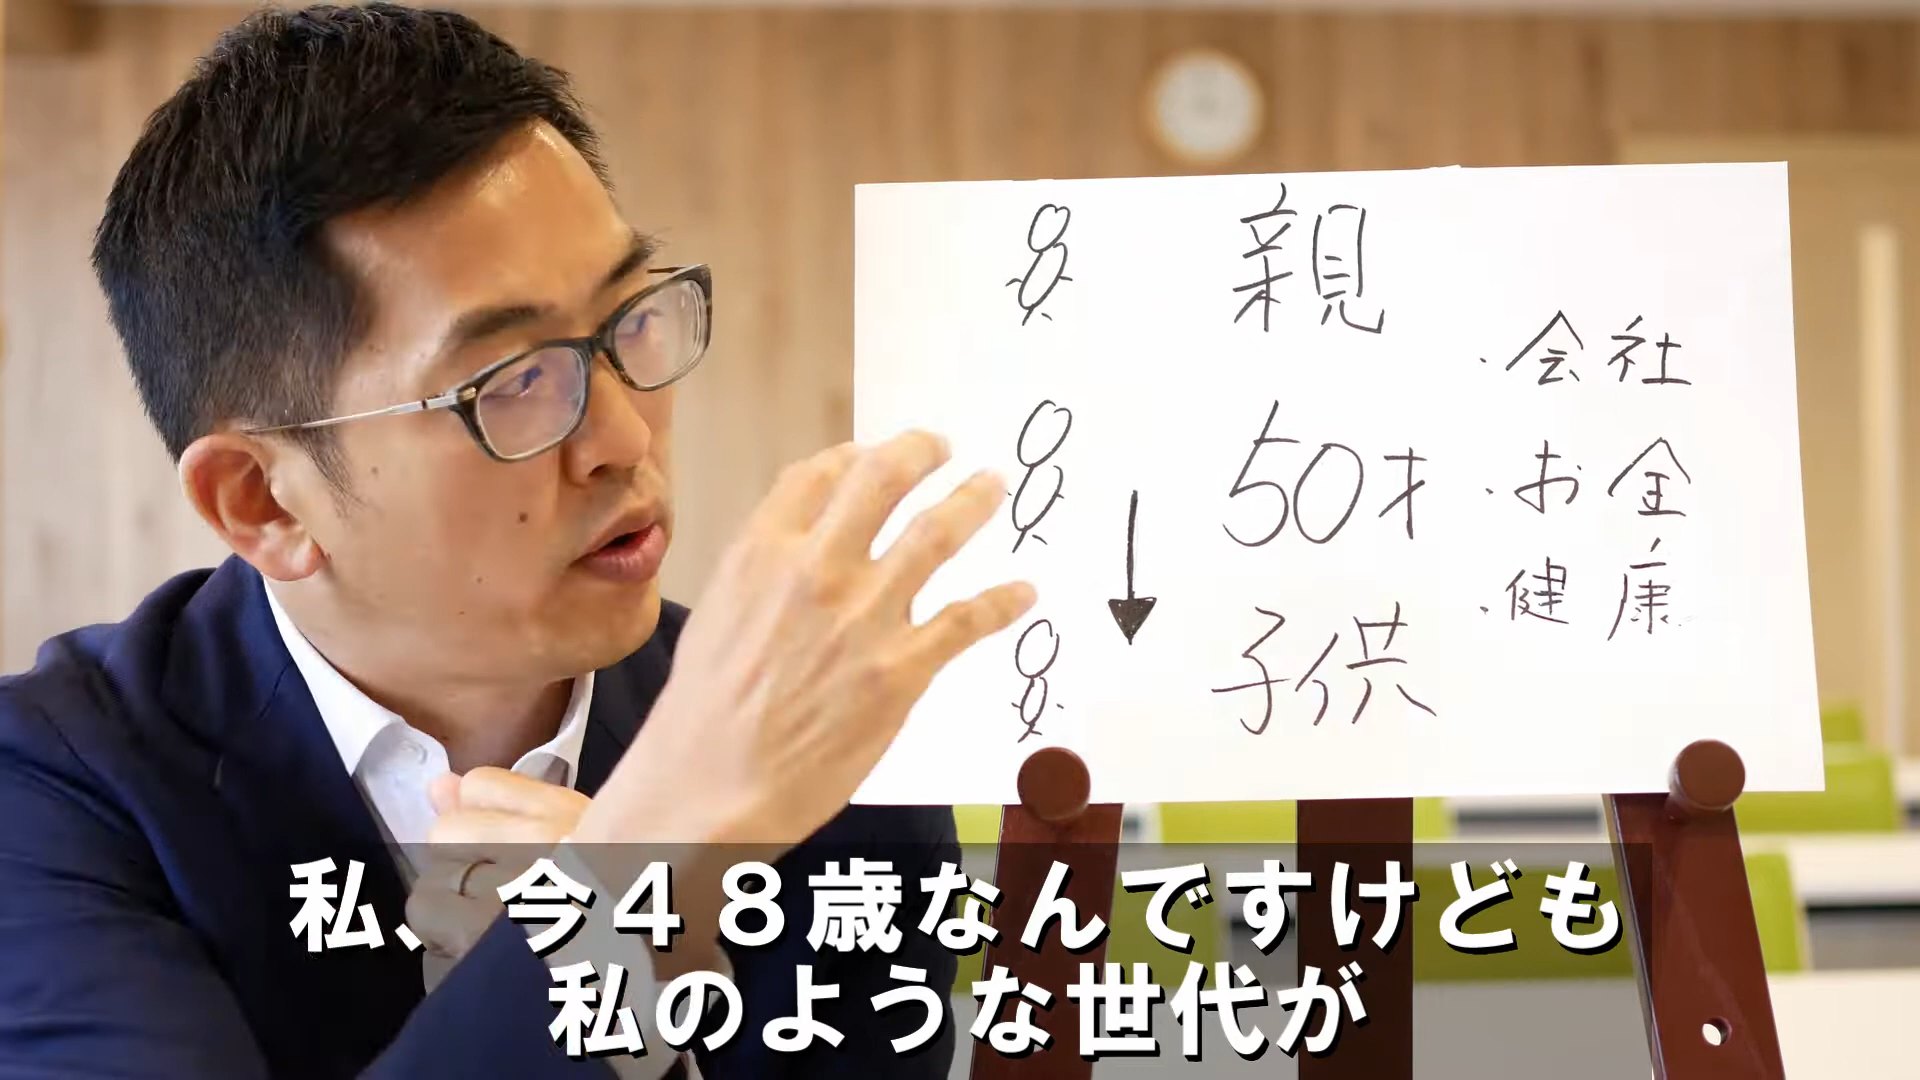 親
50才
子供
・会社
・お金
・健康
私、今４８歳なんですけども
私のような世代が